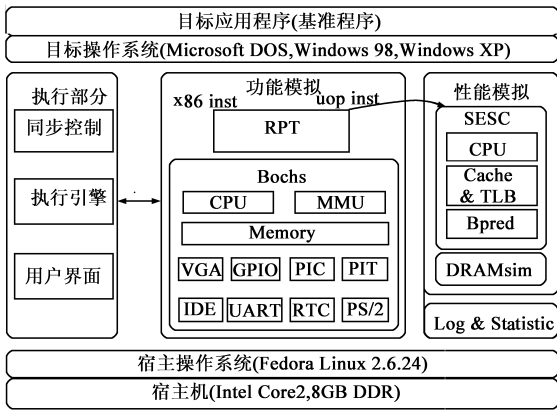 目标应用程序(基准程序)
目标操作系统(Microsoft DOS,Windows 98,Windows XP)
执行部分
同步控制
执行引擎
用户界面
功能模拟
x86 inst
uop inst
RPT
Bochs
CPU
MMU
Memory
VGA
GPIO
PIC
PIT
IDE
UART
RTC
PS/2
性能模拟
SESC
CPU
Cache
& TLB
Bpred
DRAMsim
Log & Statistic
宿主操作系统(Fedora Linux 2.6.24)
宿主机(Intel Core2,8GB DDR)